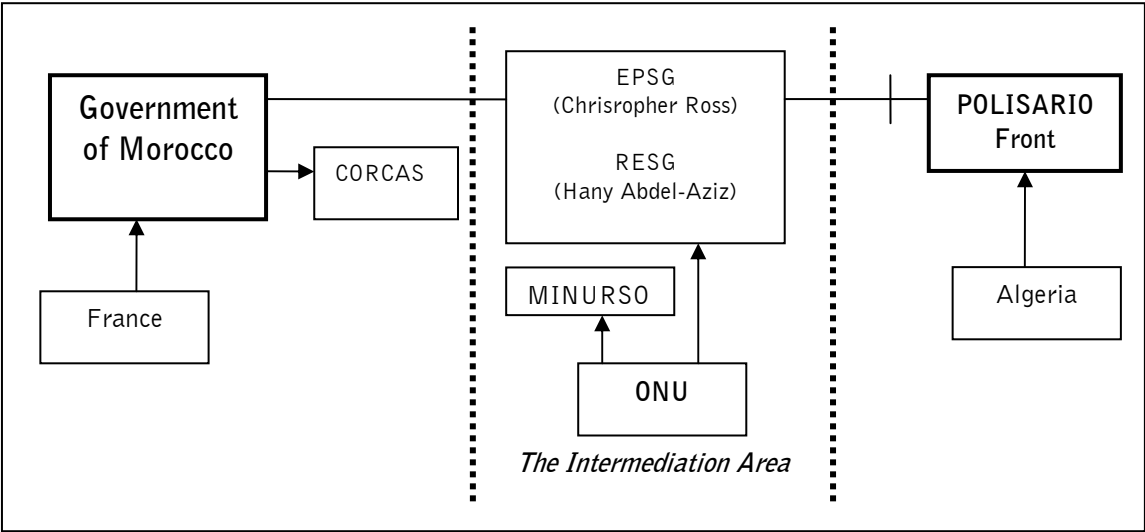 Government
of Morocco
CORCAS
France
EPSG
(Chrisropher Ross)
RESG
(Hany Abdel-Aziz)
MINURSO
ONU
The Intermediation Area
POLISARIO
Front
Algeria